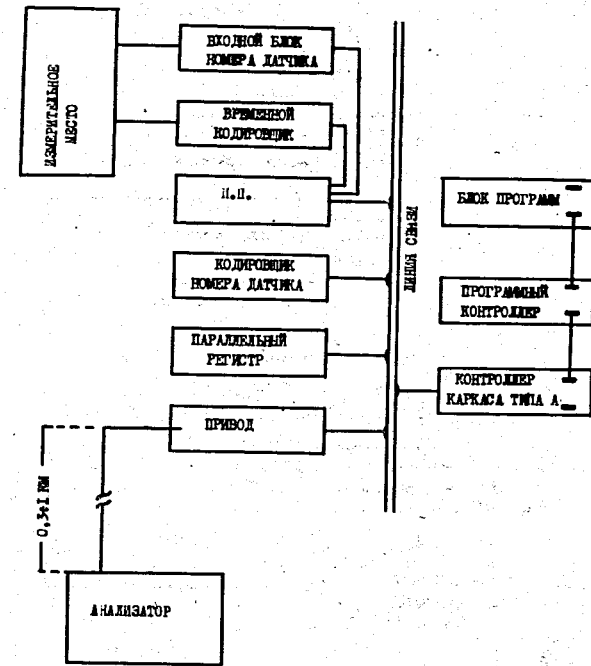 ИЗМЕРИТЕЛЬНОЕ
МЕСТО
ВХОДНОЙ БЛОК
НОМЕРА ДАТЧИКА
ВРЕМЕННОЙ
КОДИРОВЩИК
И.П.
КОДИРОВЩИК
НОМЕРА ДАТЧИКА
ПАРАЛЛЕЛЬНЫЙ
РЕГИСТР
ПРИВОД
ЛИНИЯ СВЯЗИ
БЛОК ПРОГРАММ
ПРОГРАММНЫЙ
КОНТРОЛЛЕР
КОНТРОЛЛЕР
КАРКАСА ТИПА А
0,3÷1 КМ
АНАЛИЗАТОР